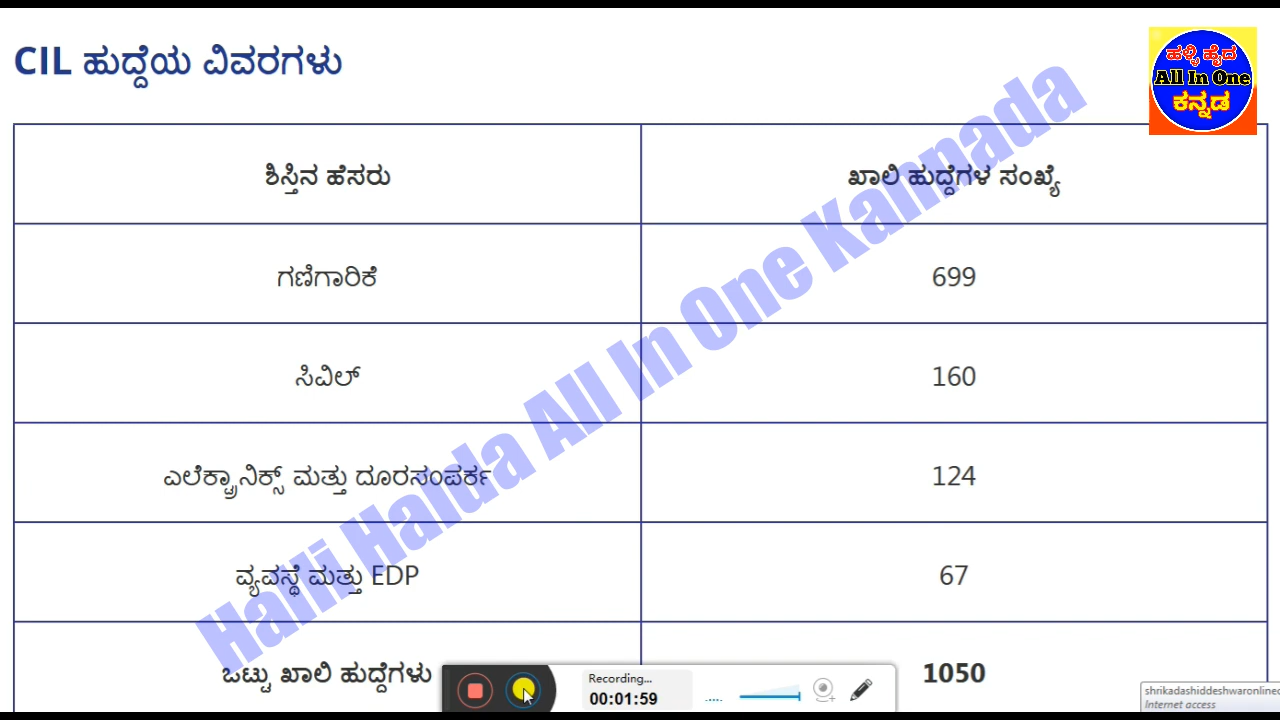 CIL ಹುದ್ದೆಯ ವಿವರಗಳು
ಹಳ್ಳಿ ಹೈದ
All In One
ಕನ್ನಡ
ಶಿಸ್ತಿನ ಹೆಸರು ಖಾಲಿ ಹುದ್ದೆಗಳ ಸಂಖ್ಯೆ
ಗಣಿಗಾರಿಕೆ 699
ಸಿವಿಲ್ 160
ಎಲೆಕ್ಟ್ರಾನಿಕ್ಸ್ ಮತ್ತು ದೂರಸಂಪರ್ಕ 124
ವ್ಯವಸ್ಥೆ ಮತ್ತು EDP 67
ಒಟ್ಟು ಖಾಲಿ ಹುದ್ದೆಗಳು 1050
Halli Haida All In One Kannada
Recording...
00:01:59
shrikadashiddeshwaronlinec
Internet access